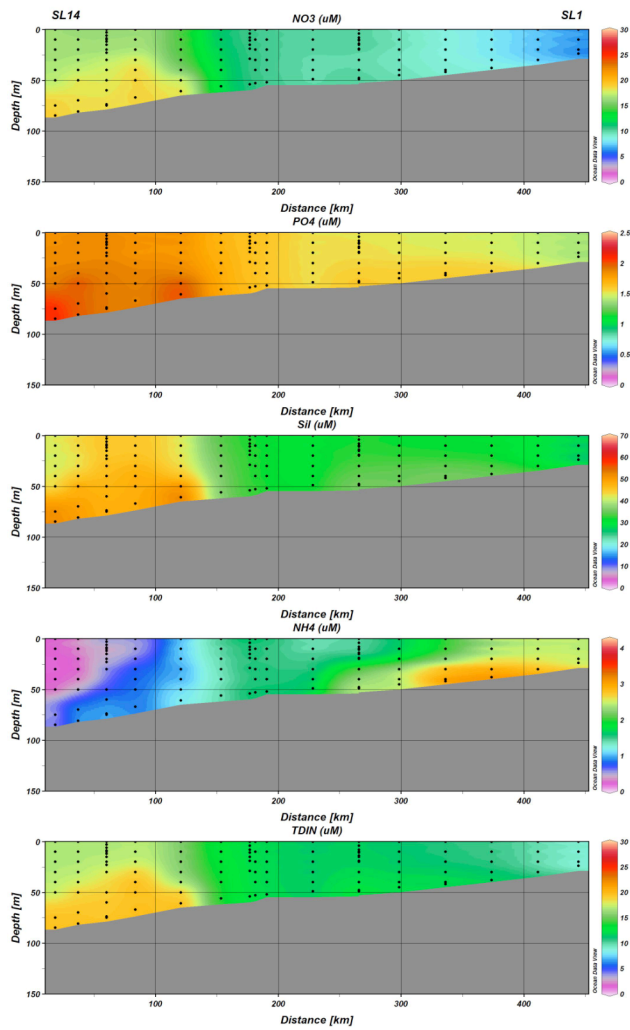 SL14 NO3 (uM) SL1
0
50
100
150
Depth [m]
100 200 300 400
Distance [km]
30
25
20
15
10
5
0
Ocean Data View
PO4 (uM)
0
50
100
150
Depth [m]
100 200 300 400
Distance [km]
2.5
2
1.5
1
0.5
0
Ocean Data View
Sil (uM)
0
50
100
150
Depth [m]
100 200 300 400
Distance [km]
70
60
50
40
30
20
10
0
Ocean Data View
NH4 (uM)
0
50
100
150
Depth [m]
100 200 300 400
Distance [km]
4
3
2
1
0
Ocean Data View
TDIN (uM)
0
50
100
150
Depth [m]
100 200 300 400
Distance [km]
30
25
20
15
10
5
0
Ocean Data View